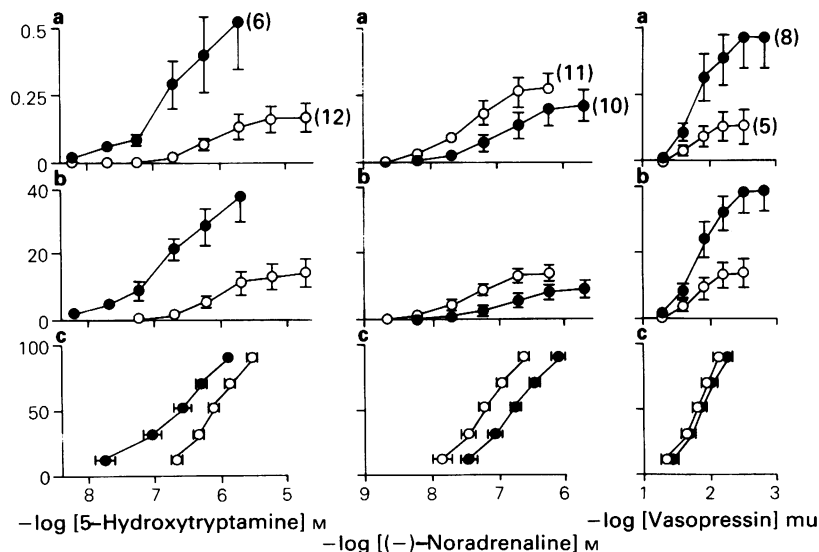 a
a
a
0.5
0.25
0
(6)
(12)
(11)
(10)
(8)
(5)
b
b
b
40
20
0
c
c
c
100
50
0
8 7 6 5
9 8 7 6
1 2 3
−log [5–Hydroxytryptamine] M
−log [(−)–Noradrenaline] M
−log [Vasopressin] mu